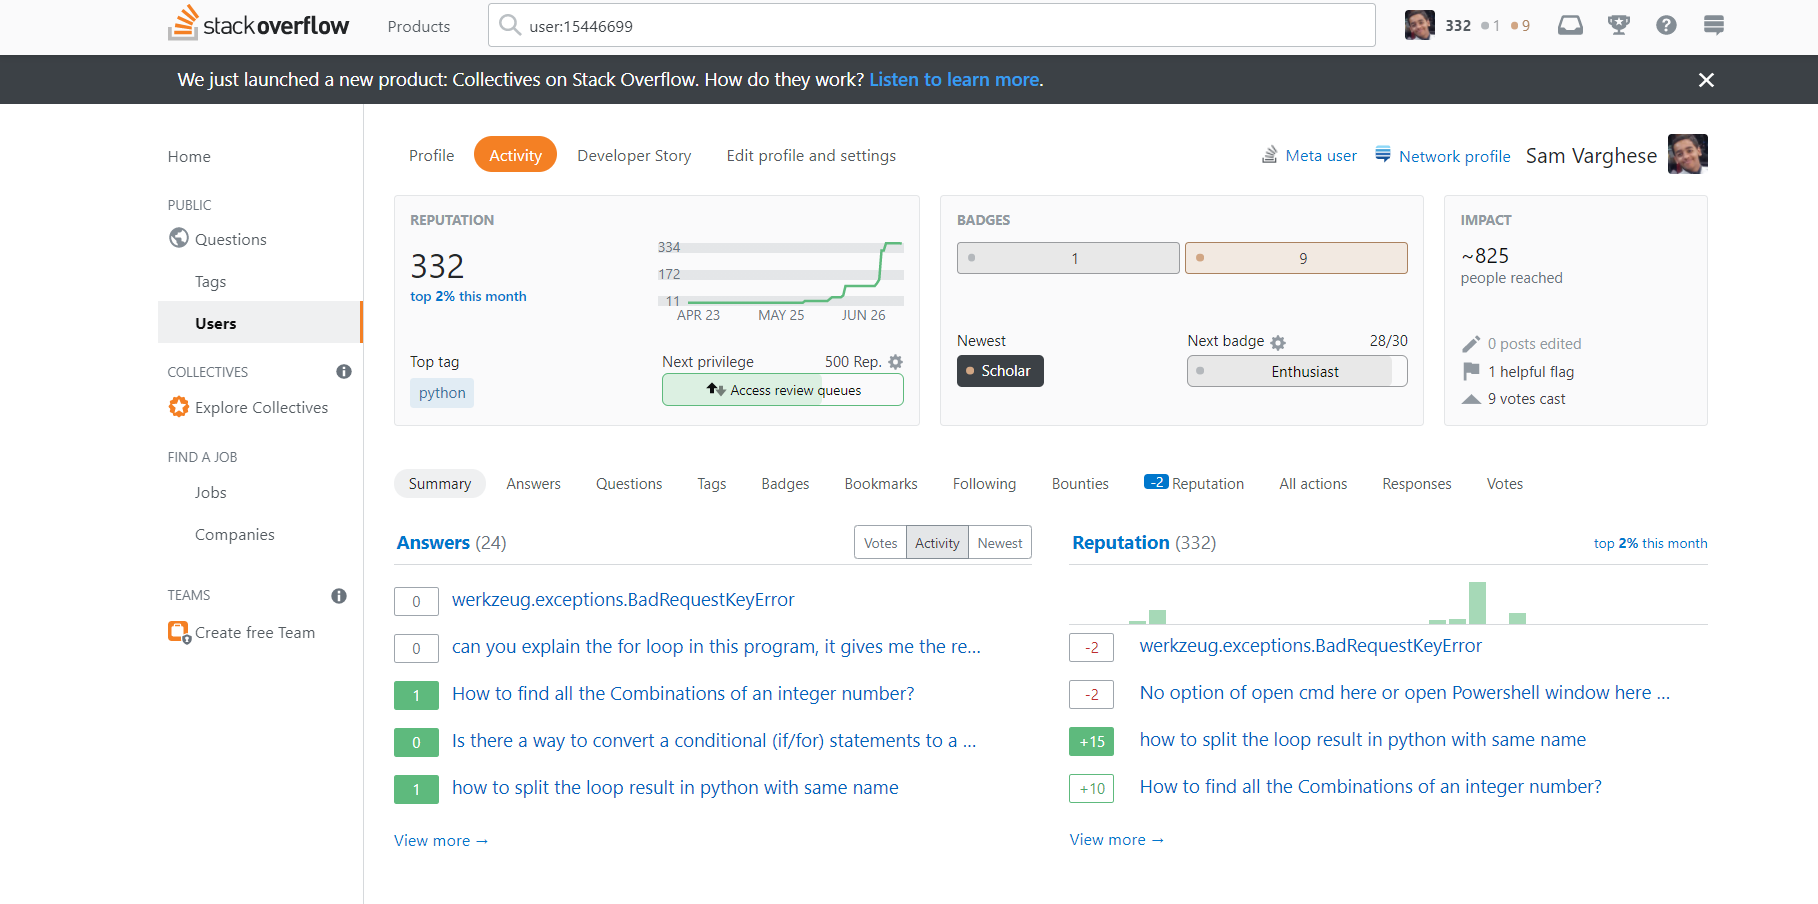 stack overflow
Products
user:15446699
332 1 9
We just launched a new product: Collectives on Stack Overflow. How do they work? Listen to learn more.
Home
PUBLIC
Questions
Tags
Users
COLLECTIVES
Explore Collectives
FIND A JOB
Jobs
Companies
TEAMS
Create free Team
Profile Activity Developer Story Edit profile and settings
Meta user Network profile Sam Varghese
REPUTATION
332
top 2% this month
334
172
11
APR 23 MAY 25 JUN 26
Top tag
python
Next privilege 500 Rep.
Access review queues
BADGES
1 9
Newest
Scholar
Next badge 28/30
Enthusiast
IMPACT
~825
people reached
0 posts edited
1 helpful flag
9 votes cast
Summary Answers Questions Tags Badges Bookmarks Following Bounties -2 Reputation All actions Responses Votes
Answers (24) Votes Activity Newest
0 werkzeug.exceptions.BadRequestKeyError
0 can you explain the for loop in this program, it gives me the re...
1 How to find all the Combinations of an integer number?
0 Is there a way to convert a conditional (if/for) statements to a ...
1 how to split the loop result in python with same name
View more →
Reputation (332) top 2% this month
-2 werkzeug.exceptions.BadRequestKeyError
-2 No option of open cmd here or open Powershell window here ...
+15 how to split the loop result in python with same name
+10 How to find all the Combinations of an integer number?
View more →